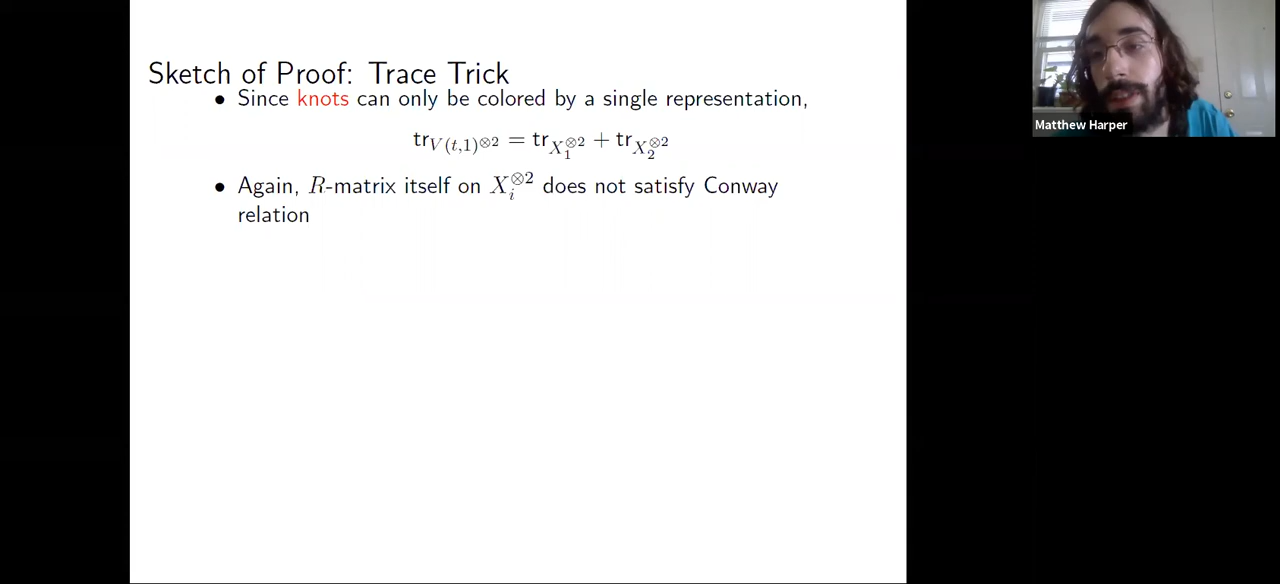 Sketch of Proof: Trace Trick
• Since knots can only be colored by a single representation,
tr_{V(t,1)^{⊗2}} = tr_{X_1^{⊗2}} + tr_{X_2^{⊗2}}
• Again, R-matrix itself on X_i^{⊗2} does not satisfy Conway
relation
Matthew Harper